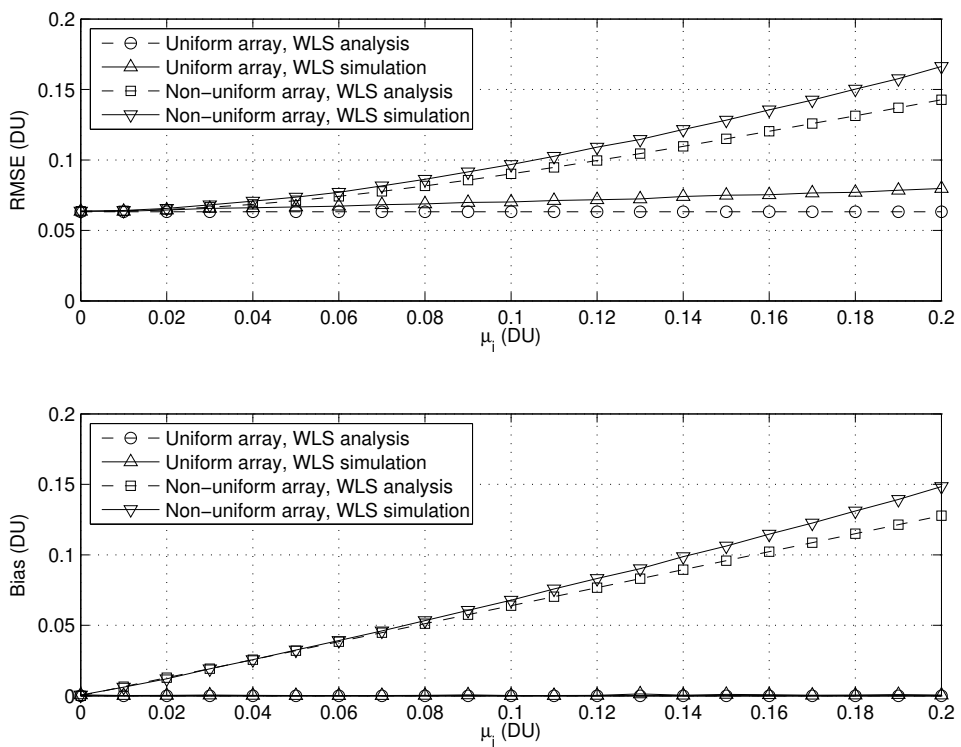 0.2
0.15
0.1
0.05
0
RMSE (DU)
Uniform array, WLS analysis
Uniform array, WLS simulation
Non−uniform array, WLS analysis
Non−uniform array, WLS simulation
0 0.02 0.04 0.06 0.08 0.1 0.12 0.14 0.16 0.18 0.2
μi (DU)
0.2
0.15
0.1
0.05
0
Bias (DU)
Uniform array, WLS analysis
Uniform array, WLS simulation
Non−uniform array, WLS analysis
Non−uniform array, WLS simulation
0 0.02 0.04 0.06 0.08 0.1 0.12 0.14 0.16 0.18 0.2
μi (DU)